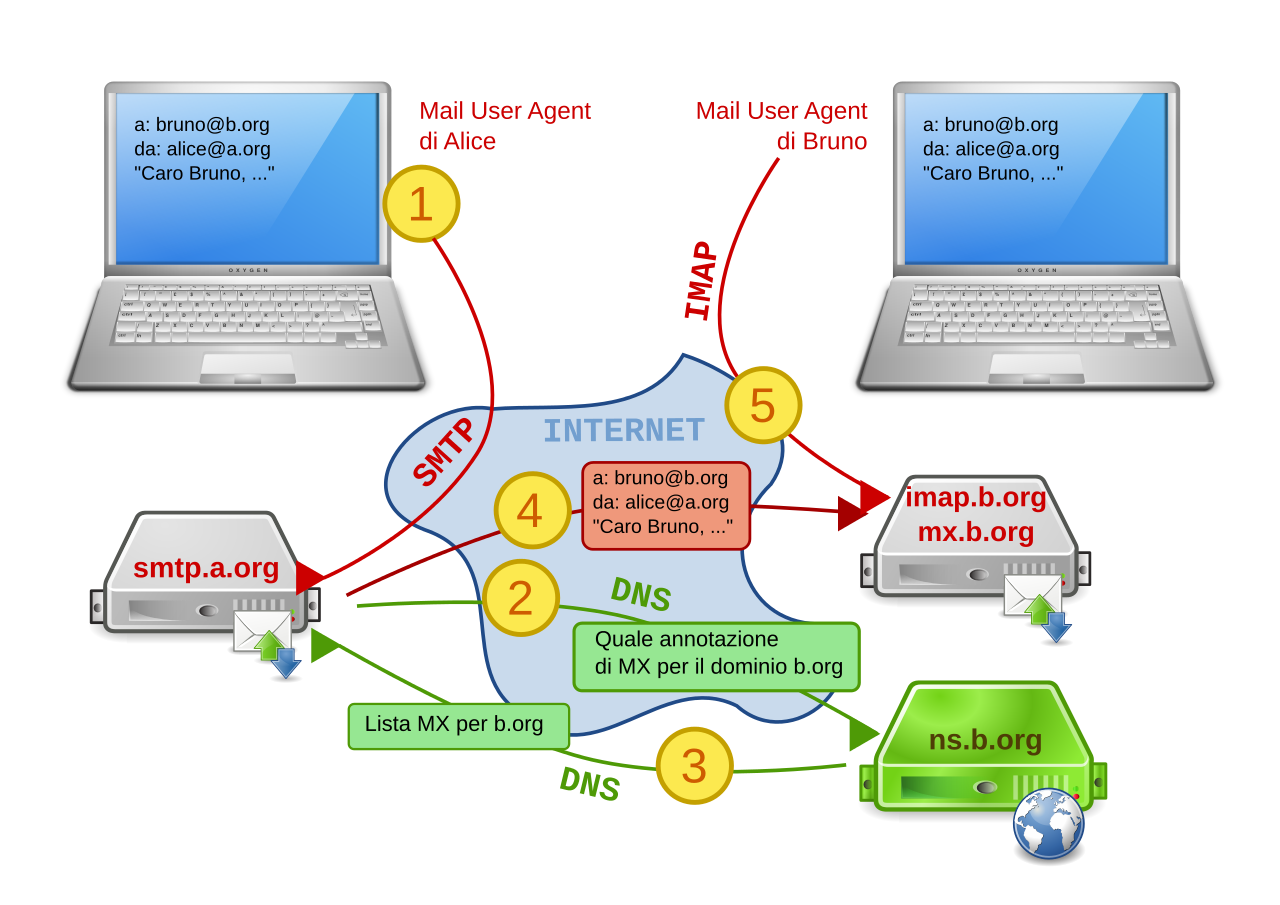 a: bruno@b.org
da: alice@a.org
"Caro Bruno, ..."
Mail User Agent
di Alice
Mail User Agent
di Bruno
a: bruno@b.org
da: alice@a.org
"Caro Bruno, ..."
1
OXYGEN
OXYGEN
IMAP
5
INTERNET
SMTP
4
a: bruno@b.org
da: alice@a.org
"Caro Bruno, ..."
imap.b.org
mx.b.org
smtp.a.org
2
DNS
Quale annotazione
di MX per il dominio b.org
Lista MX per b.org
ns.b.org
3
DNS